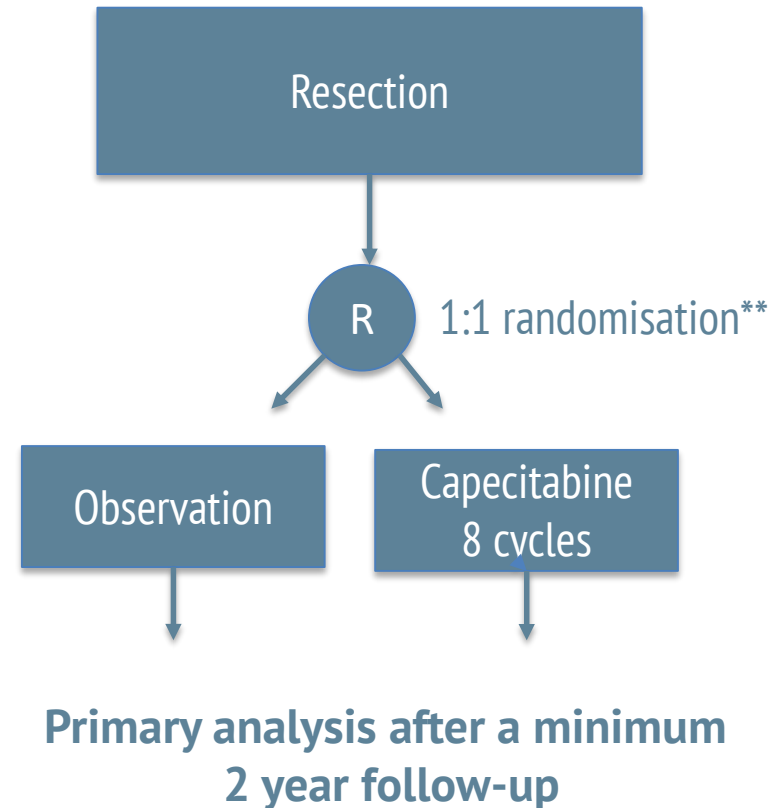 Resection
R
1:1 randomisation**
Observation
Capecitabine
8 cycles
Primary analysis after a minimum
2 year follow-up